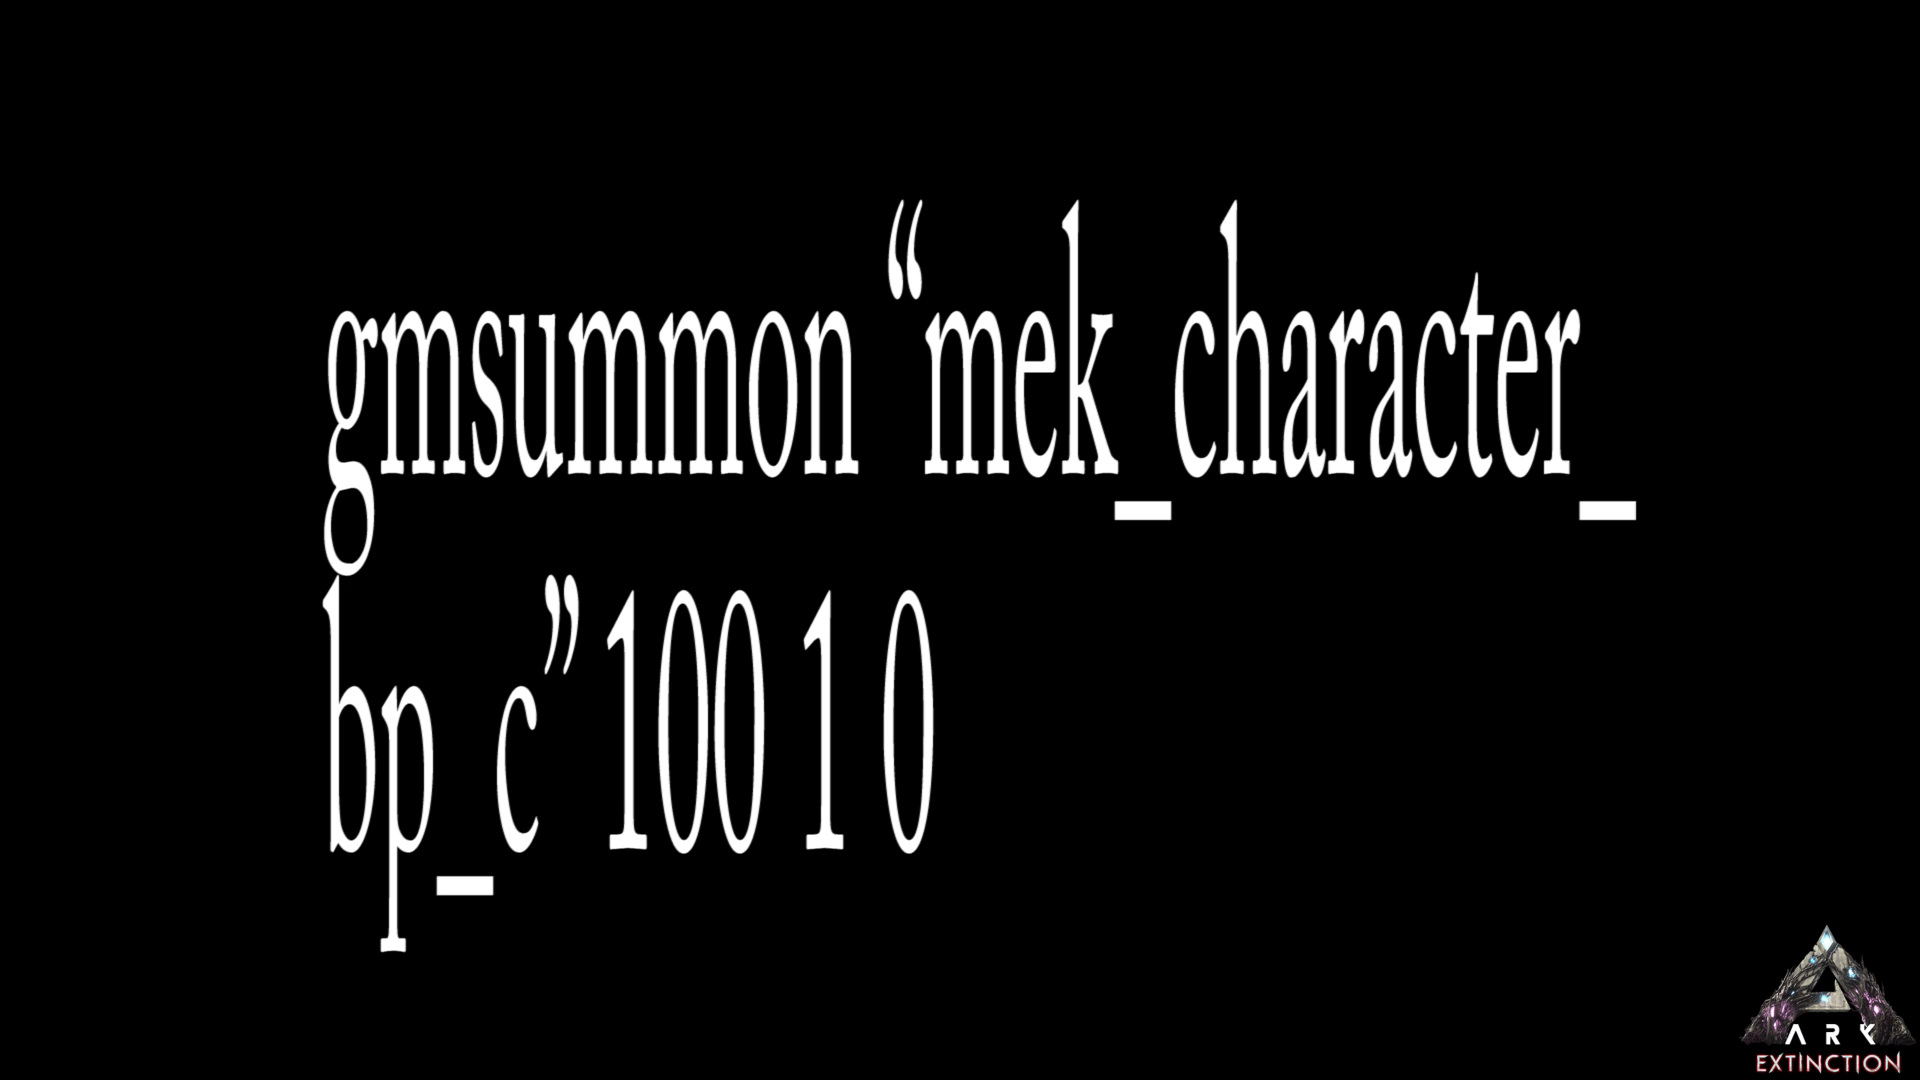 gmsummon “mek_character_
bp_c” 100 1 0
ARK
EXTINCTION